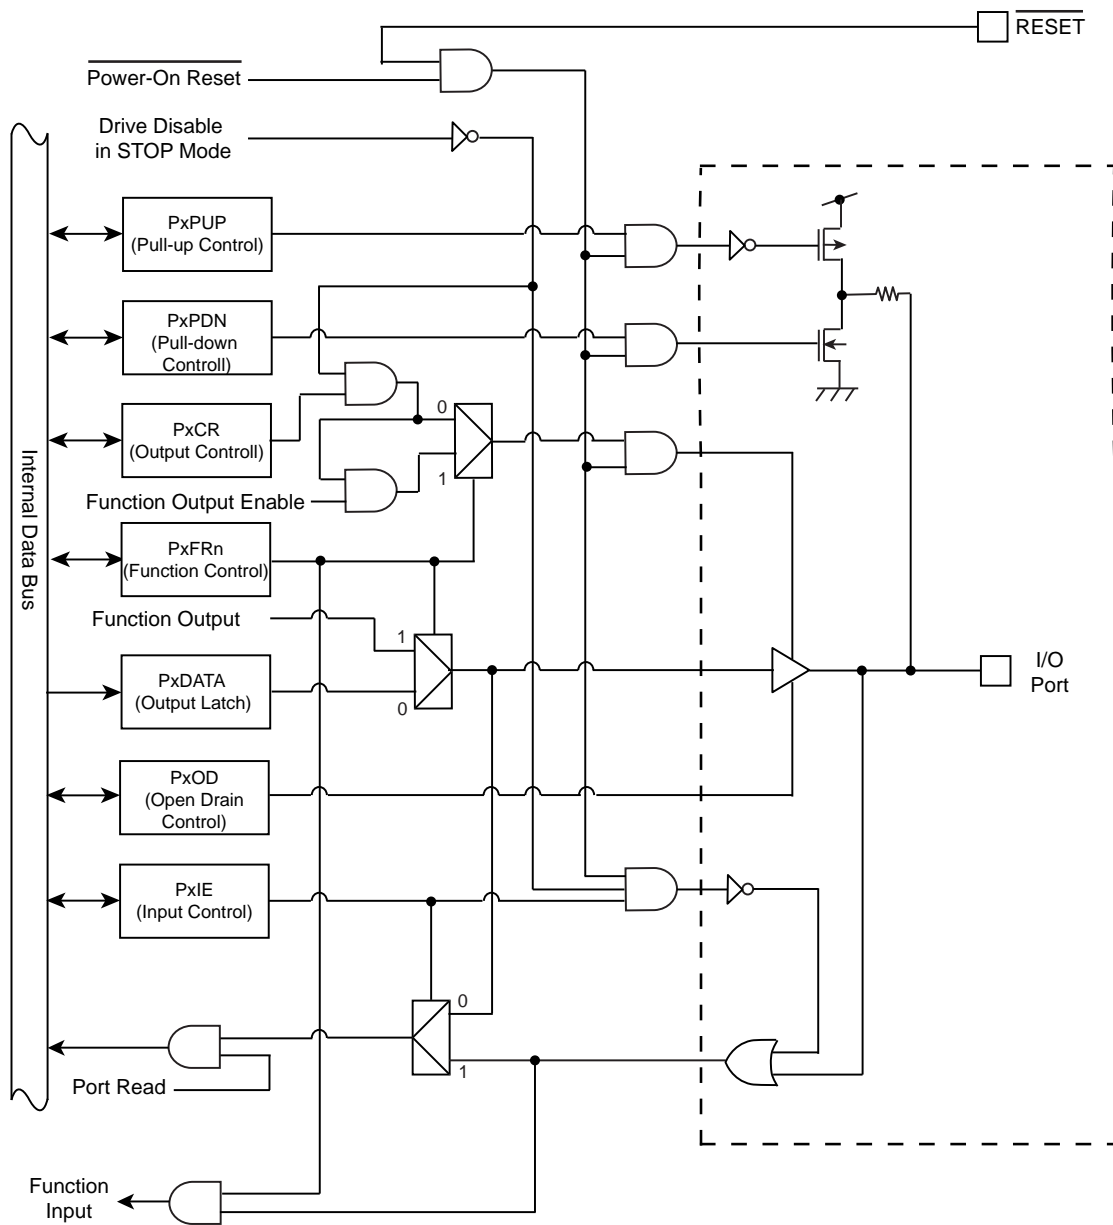 RESET
Power-On Reset
Drive Disable
in STOP Mode
PxPUP
(Pull-up Control)
PxPDN
(Pull-down
Controll)
PxCR
(Output Controll)
0
1
Function Output Enable
Internal Data Bus
PxFRn
(Function Control)
Function Output
1
0
PxDATA
(Output Latch)
I/O
Port
PxOD
(Open Drain
Control)
PxIE
(Input Control)
0
1
Port Read
Function
Input